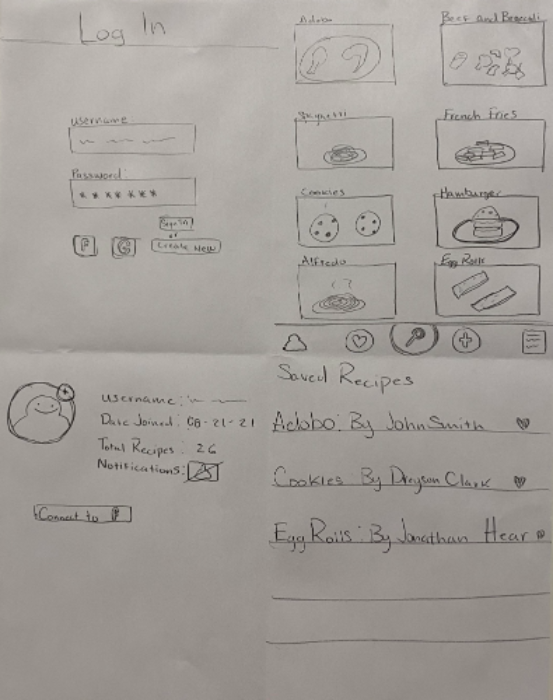 Log In
username
Password:
* * * * * * *
Sign In
or
F G Create New
Adobo
Beef and Broccoli
Spaghetti
French Fries
Cookies
Hamburger
Alfredo
Egg Rolls
username:
Date Joined: 08-21-21
Total Recipes: 26
Notifications:
Connect to F
Saved Recipes
Adobo: By John Smith
Cookies By Dreyson Clark
Egg Rolls: By Jonathan Hear